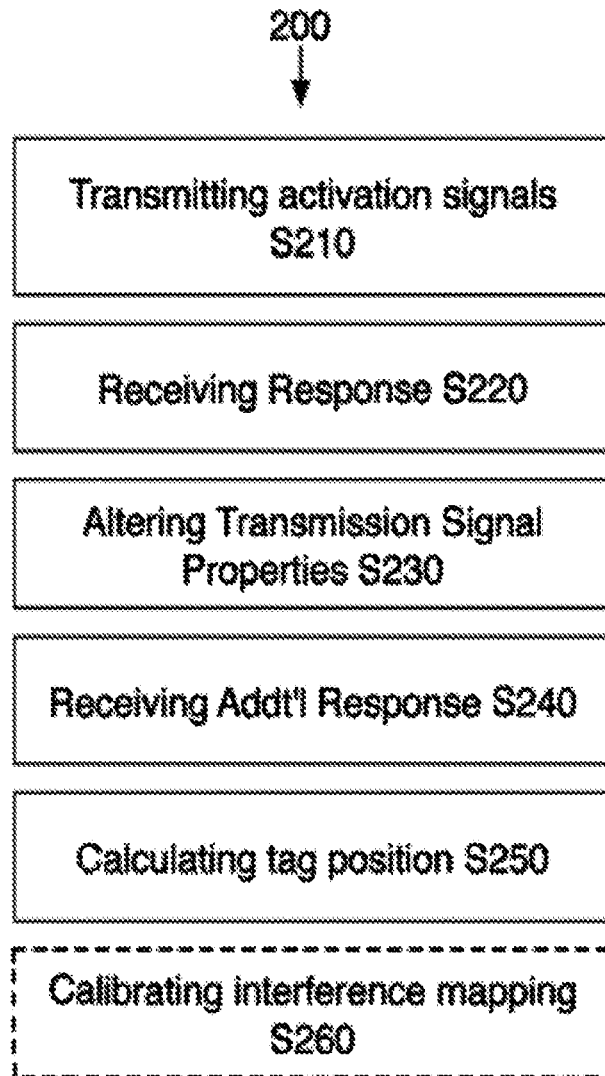 200
Transmitting activation signals
S210
Receiving Response S220
Altering Transmission Signal
Properties S230
Receiving Addt'l Response S240
Calculating tag position S250
Calibrating interference mapping
S260